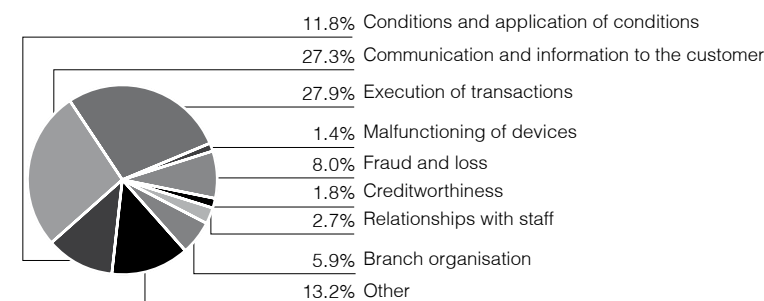 11.8% Conditions and application of conditions
27.3% Communication and information to the customer
27.9% Execution of transactions
1.4% Malfunctioning of devices
8.0% Fraud and loss
1.8% Creditworthiness
2.7% Relationships with staff
5.9% Branch organisation
13.2% Other